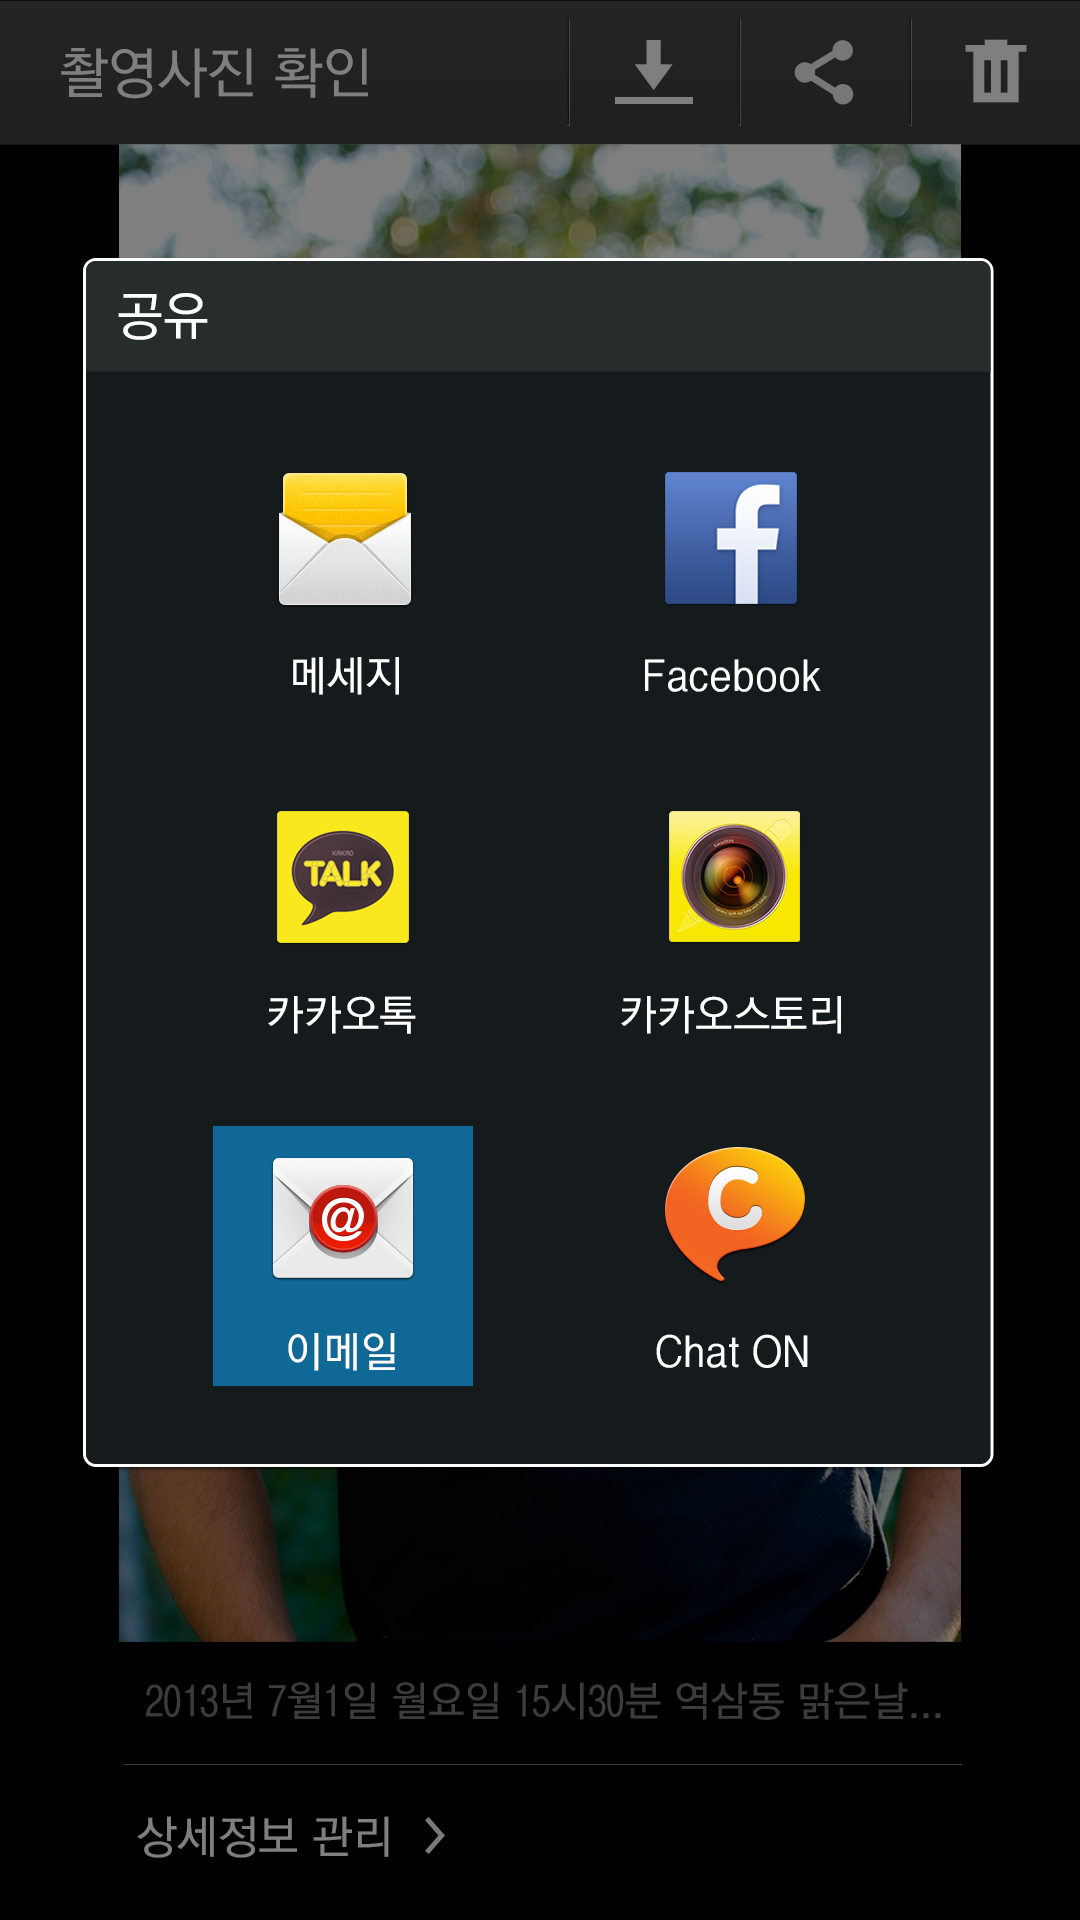 촬영사진 확인
공유
메세지
Facebook
KAKAO
TALK
카카오톡
카카오스토리
@
이메일
C
Chat ON
2013년 7월1일 월요일 15시30분 역삼동 맑은날...
상세정보 관리